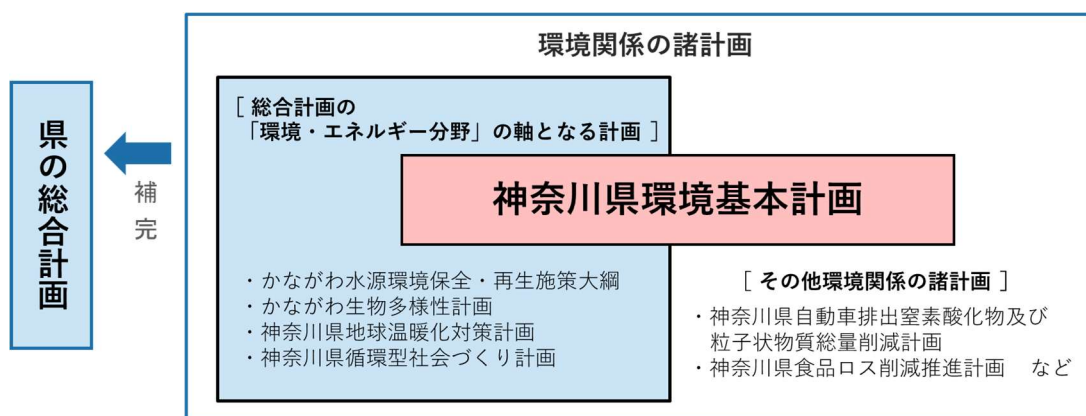 環境関係の諸計画
県の総合計画
補完
[ 総合計画の
「環境・エネルギー分野」の軸となる計画 ]
神奈川県環境基本計画
・かながわ水源環境保全・再生施策大綱
・かながわ生物多様性計画
・神奈川県地球温暖化対策計画
・神奈川県循環型社会づくり計画
[ その他環境関係の諸計画 ]
・神奈川県自動車排出窒素酸化物及び
粒子状物質総量削減計画
・神奈川県食品ロス削減推進計画　など